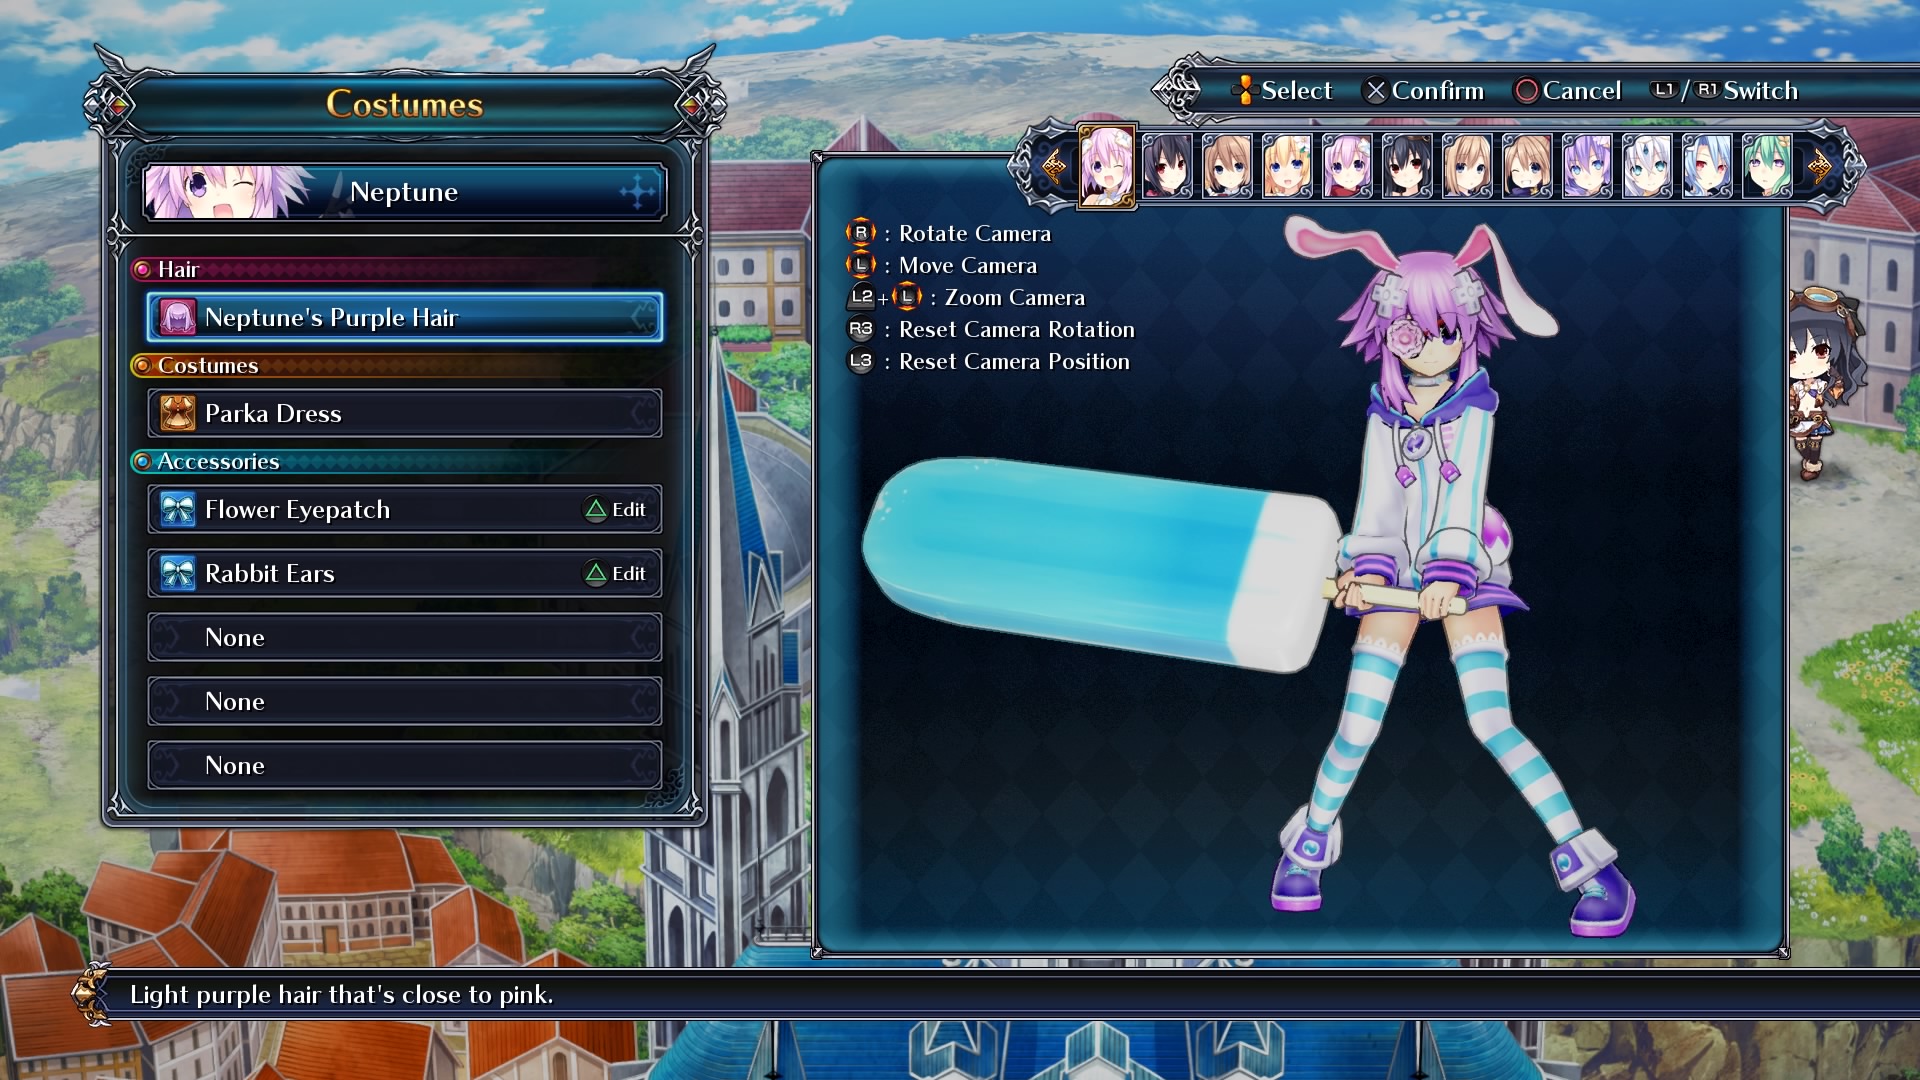 Costumes
Neptune
Hair
Neptune's Purple Hair
Costumes
Parka Dress
Accessories
Flower Eyepatch Edit
Rabbit Ears Edit
None
None
None
Select Confirm Cancel L1/R1 Switch
R : Rotate Camera
L : Move Camera
L2+L : Zoom Camera
R3 : Reset Camera Rotation
L3 : Reset Camera Position
Light purple hair that's close to pink.